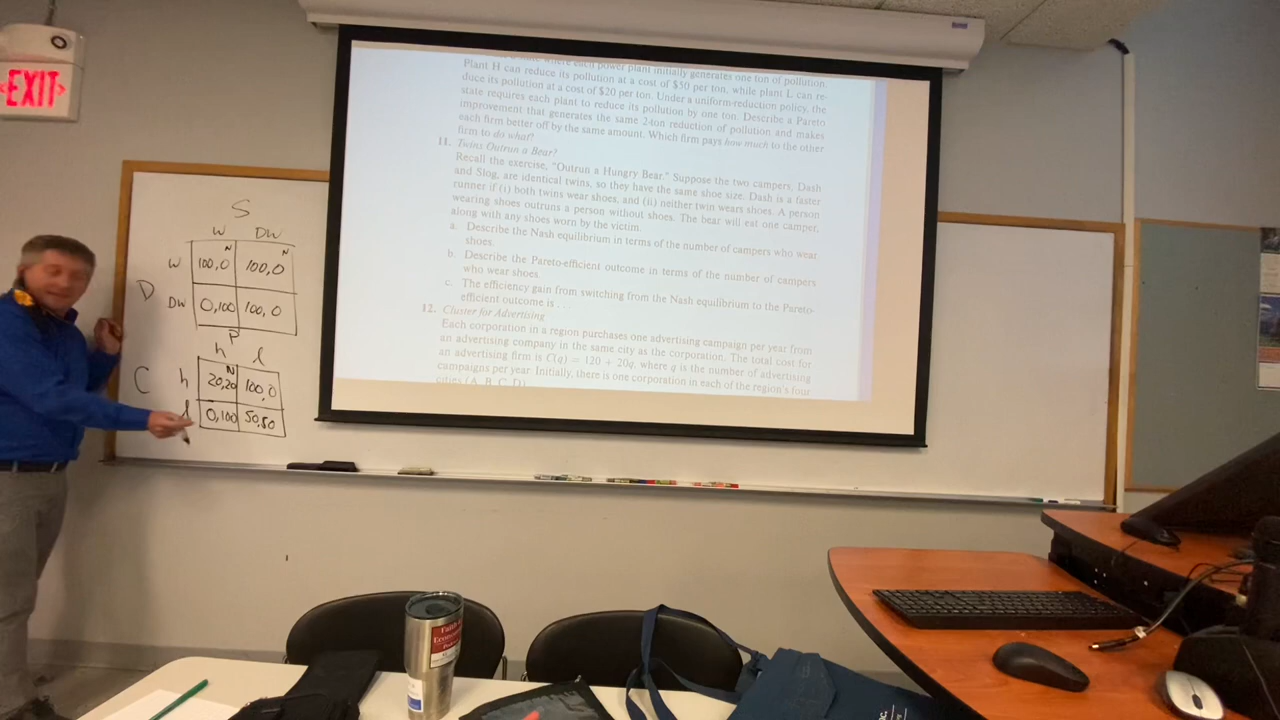 EXIT
S
W DW
W 100,0 N 100,0 N
D
DW 0,100 100,0
P
h l
C h 20,20 N 100,0
l 0,100 50,50
where each power plant initially generates one ton of pollution.
Plant H can reduce its pollution at a cost of $50 per ton, while plant L can re-
duce its pollution at a cost of $20 per ton. Under a uniform-reduction policy, the
state requires each plant to reduce its pollution by one ton. Describe a Pareto
improvement that generates the same 2-ton reduction of pollution and makes
each firm better off by the same amount. Which firm pays how much to the other
firm to do what?
11. Twins Outrun a Bear?
Recall the exercise, "Outrun a Hungry Bear." Suppose the two campers, Dash
and Slog, are identical twins, so they have the same shoe size. Dash is a faster
runner if (i) both twins wear shoes, and (ii) neither twin wears shoes. A person
wearing shoes outruns a person without shoes. The bear will eat one camper,
along with any shoes worn by the victim.
a. Describe the Nash equilibrium in terms of the number of campers who wear
shoes.
b. Describe the Pareto-efficient outcome in terms of the number of campers
who wear shoes.
c. The efficiency gain from switching from the Nash equilibrium to the Pareto-
efficient outcome is . . .
12. Cluster for Advertising
Each corporation in a region purchases one advertising campaign per year from
an advertising company in the same city as the corporation. The total cost for
an advertising firm is C(q) = 120 + 20q, where q is the number of advertising
campaigns per year. Initially, there is one corporation in each of the region's four
cities (A, B, C, D).
Faith
Economics